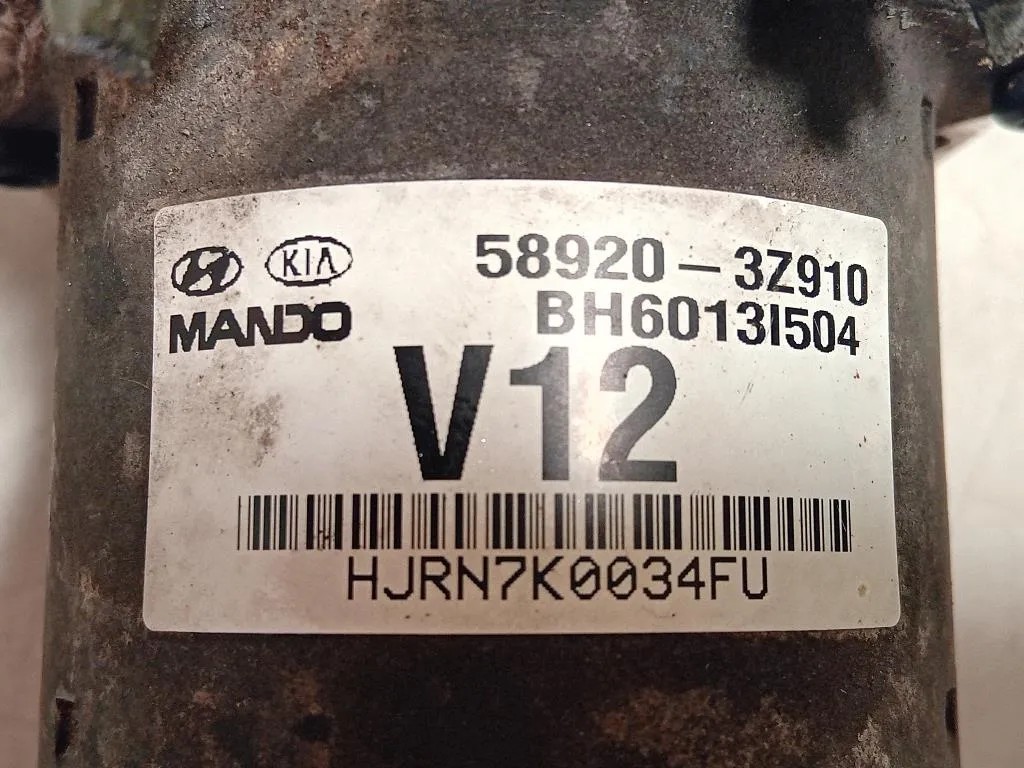 KIA 58920 – 3Z910
MANDO BH6013I504
V12
HJRN7K0034FU